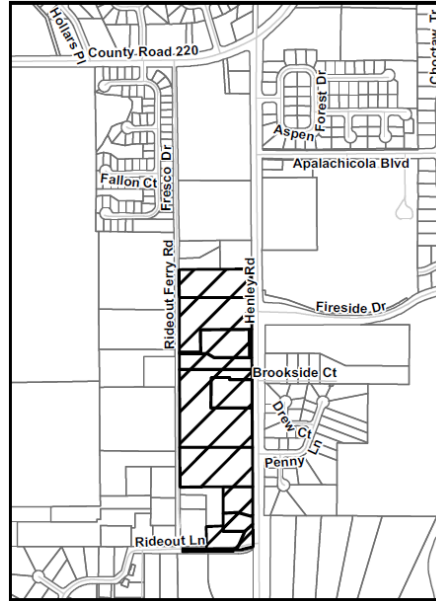 Hollars Pl
County Road 220
Choctaw Tr
Forest Dr
Aspen
Apalachicola Blvd
Fallon Ct
Fresco Dr
Rideout Ferry Rd
Henley Rd
Fireside Dr
Brookside Ct
Drew Ct
Penny Ln
Rideout Ln